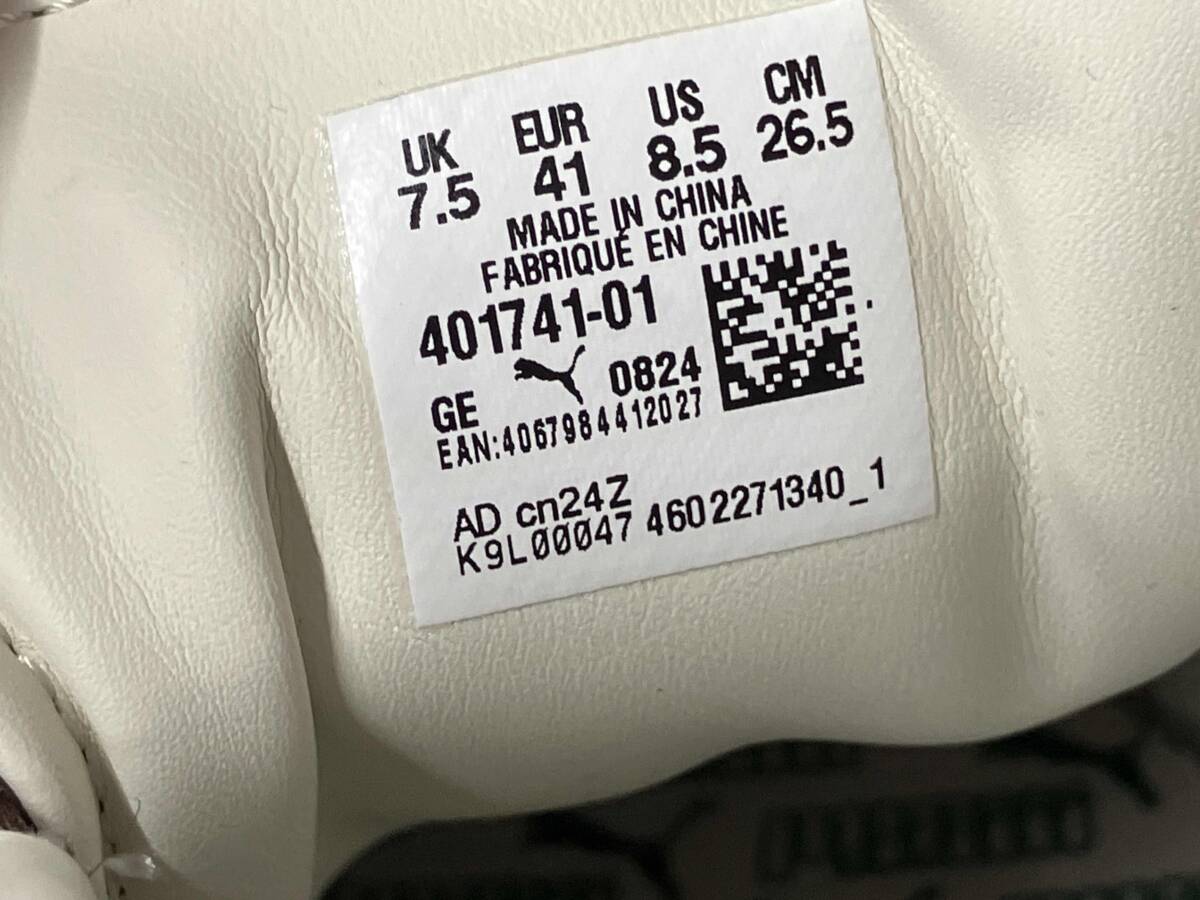 UK EUR US CM
7.5 41 8.5 26.5
MADE IN CHINA
FABRIQUÉ EN CHINE
401741-01
GE 0824
EAN:4067984412027
AD cn24Z
K9L00047 4602271340_1